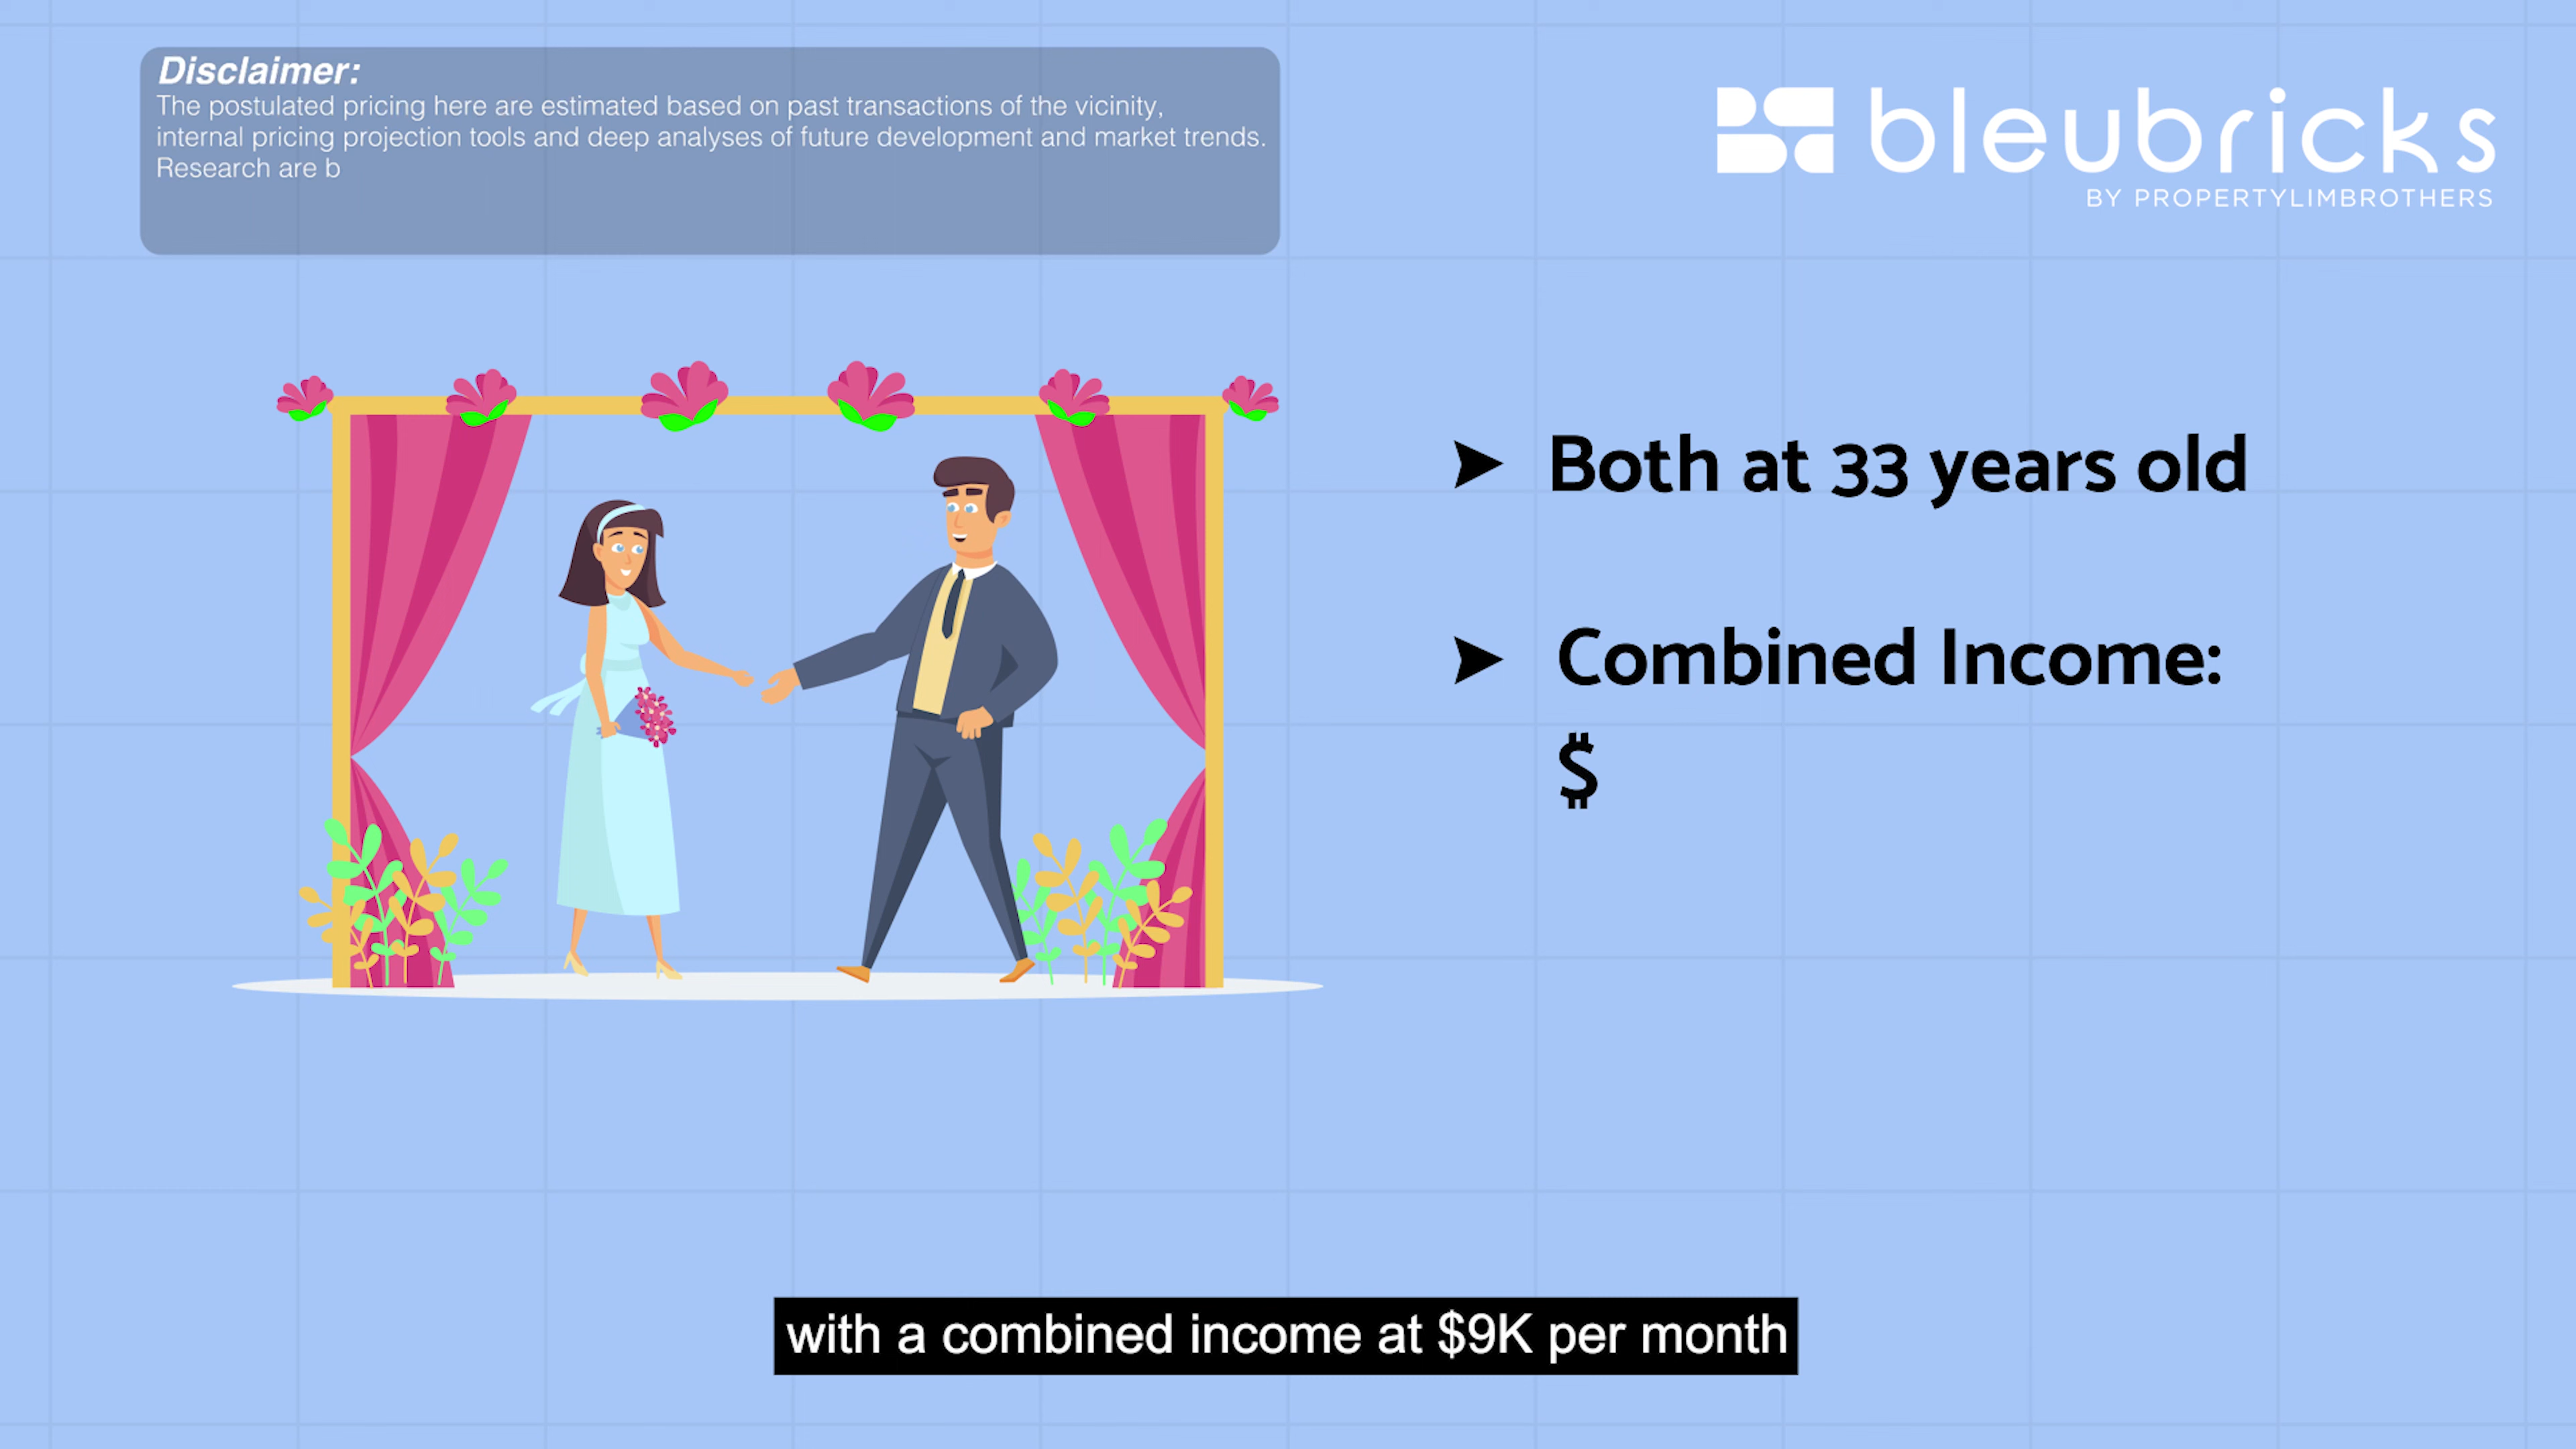 Disclaimer:
The postulated pricing here are estimated based on past transactions of the vicinity,
internal pricing projection tools and deep analyses of future development and market trends.
Research are b
bleubricks
BY PROPERTYLIMBROTHERS
➤ Both at 33 years old
➤ Combined Income:
$
with a combined income at $9K per month